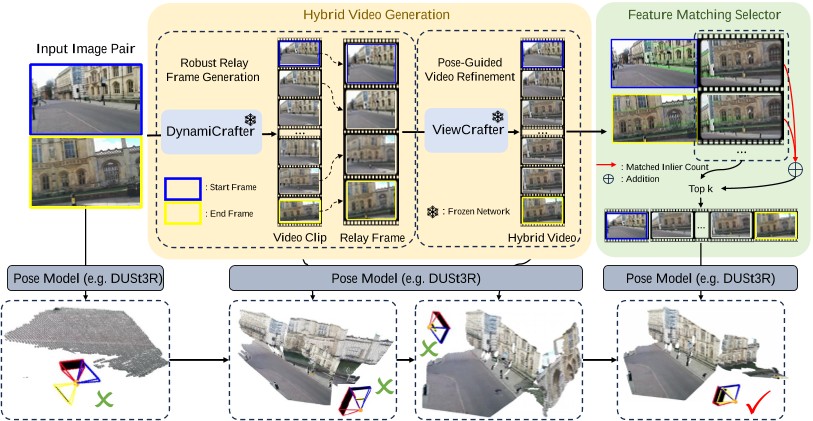 Hybrid Video Generation
Feature Matching Selector
Input Image Pair
Robust Relay
Frame Generation
DynamiCrafter
: Start Frame
: End Frame
...
Video Clip
Relay Frame
Pose-Guided
Video Refinement
ViewCrafter
: Frozen Network
...
Hybrid Video
...
: Matched Inlier Count
: Addition
Top k
...
Pose Model (e.g. DUSt3R)
Pose Model (e.g. DUSt3R)
Pose Model (e.g. DUSt3R)